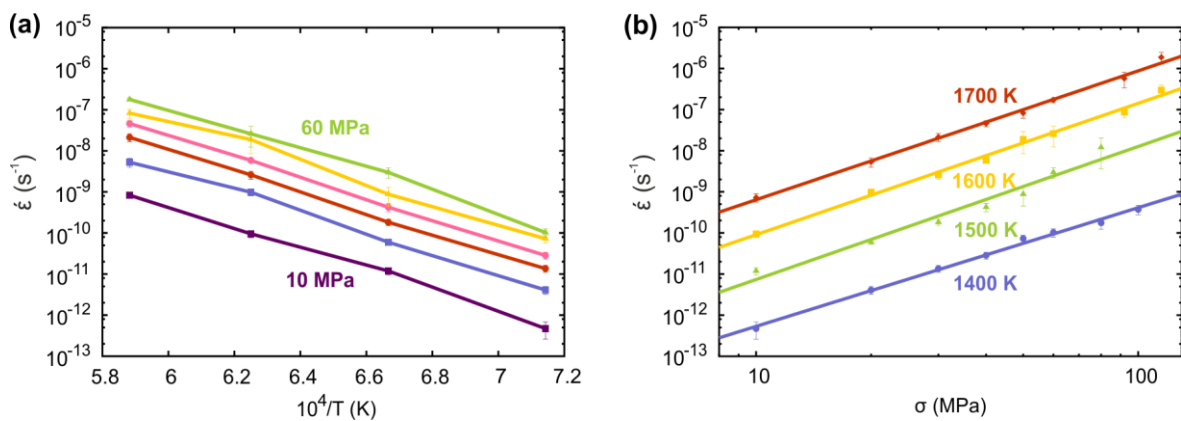 (a)
10⁻⁵
10⁻⁶
10⁻⁷
10⁻⁸
10⁻⁹
10⁻¹⁰
10⁻¹¹
10⁻¹²
10⁻¹³
έ (s⁻¹)
60 MPa
10 MPa
5.8 6 6.2 6.4 6.6 6.8 7 7.2
10⁴/T (K)
(b)
10⁻⁵
10⁻⁶
10⁻⁷
10⁻⁸
10⁻⁹
10⁻¹⁰
10⁻¹¹
10⁻¹²
10⁻¹³
έ (s⁻¹)
1700 K
1600 K
1500 K
1400 K
10 100
σ (MPa)